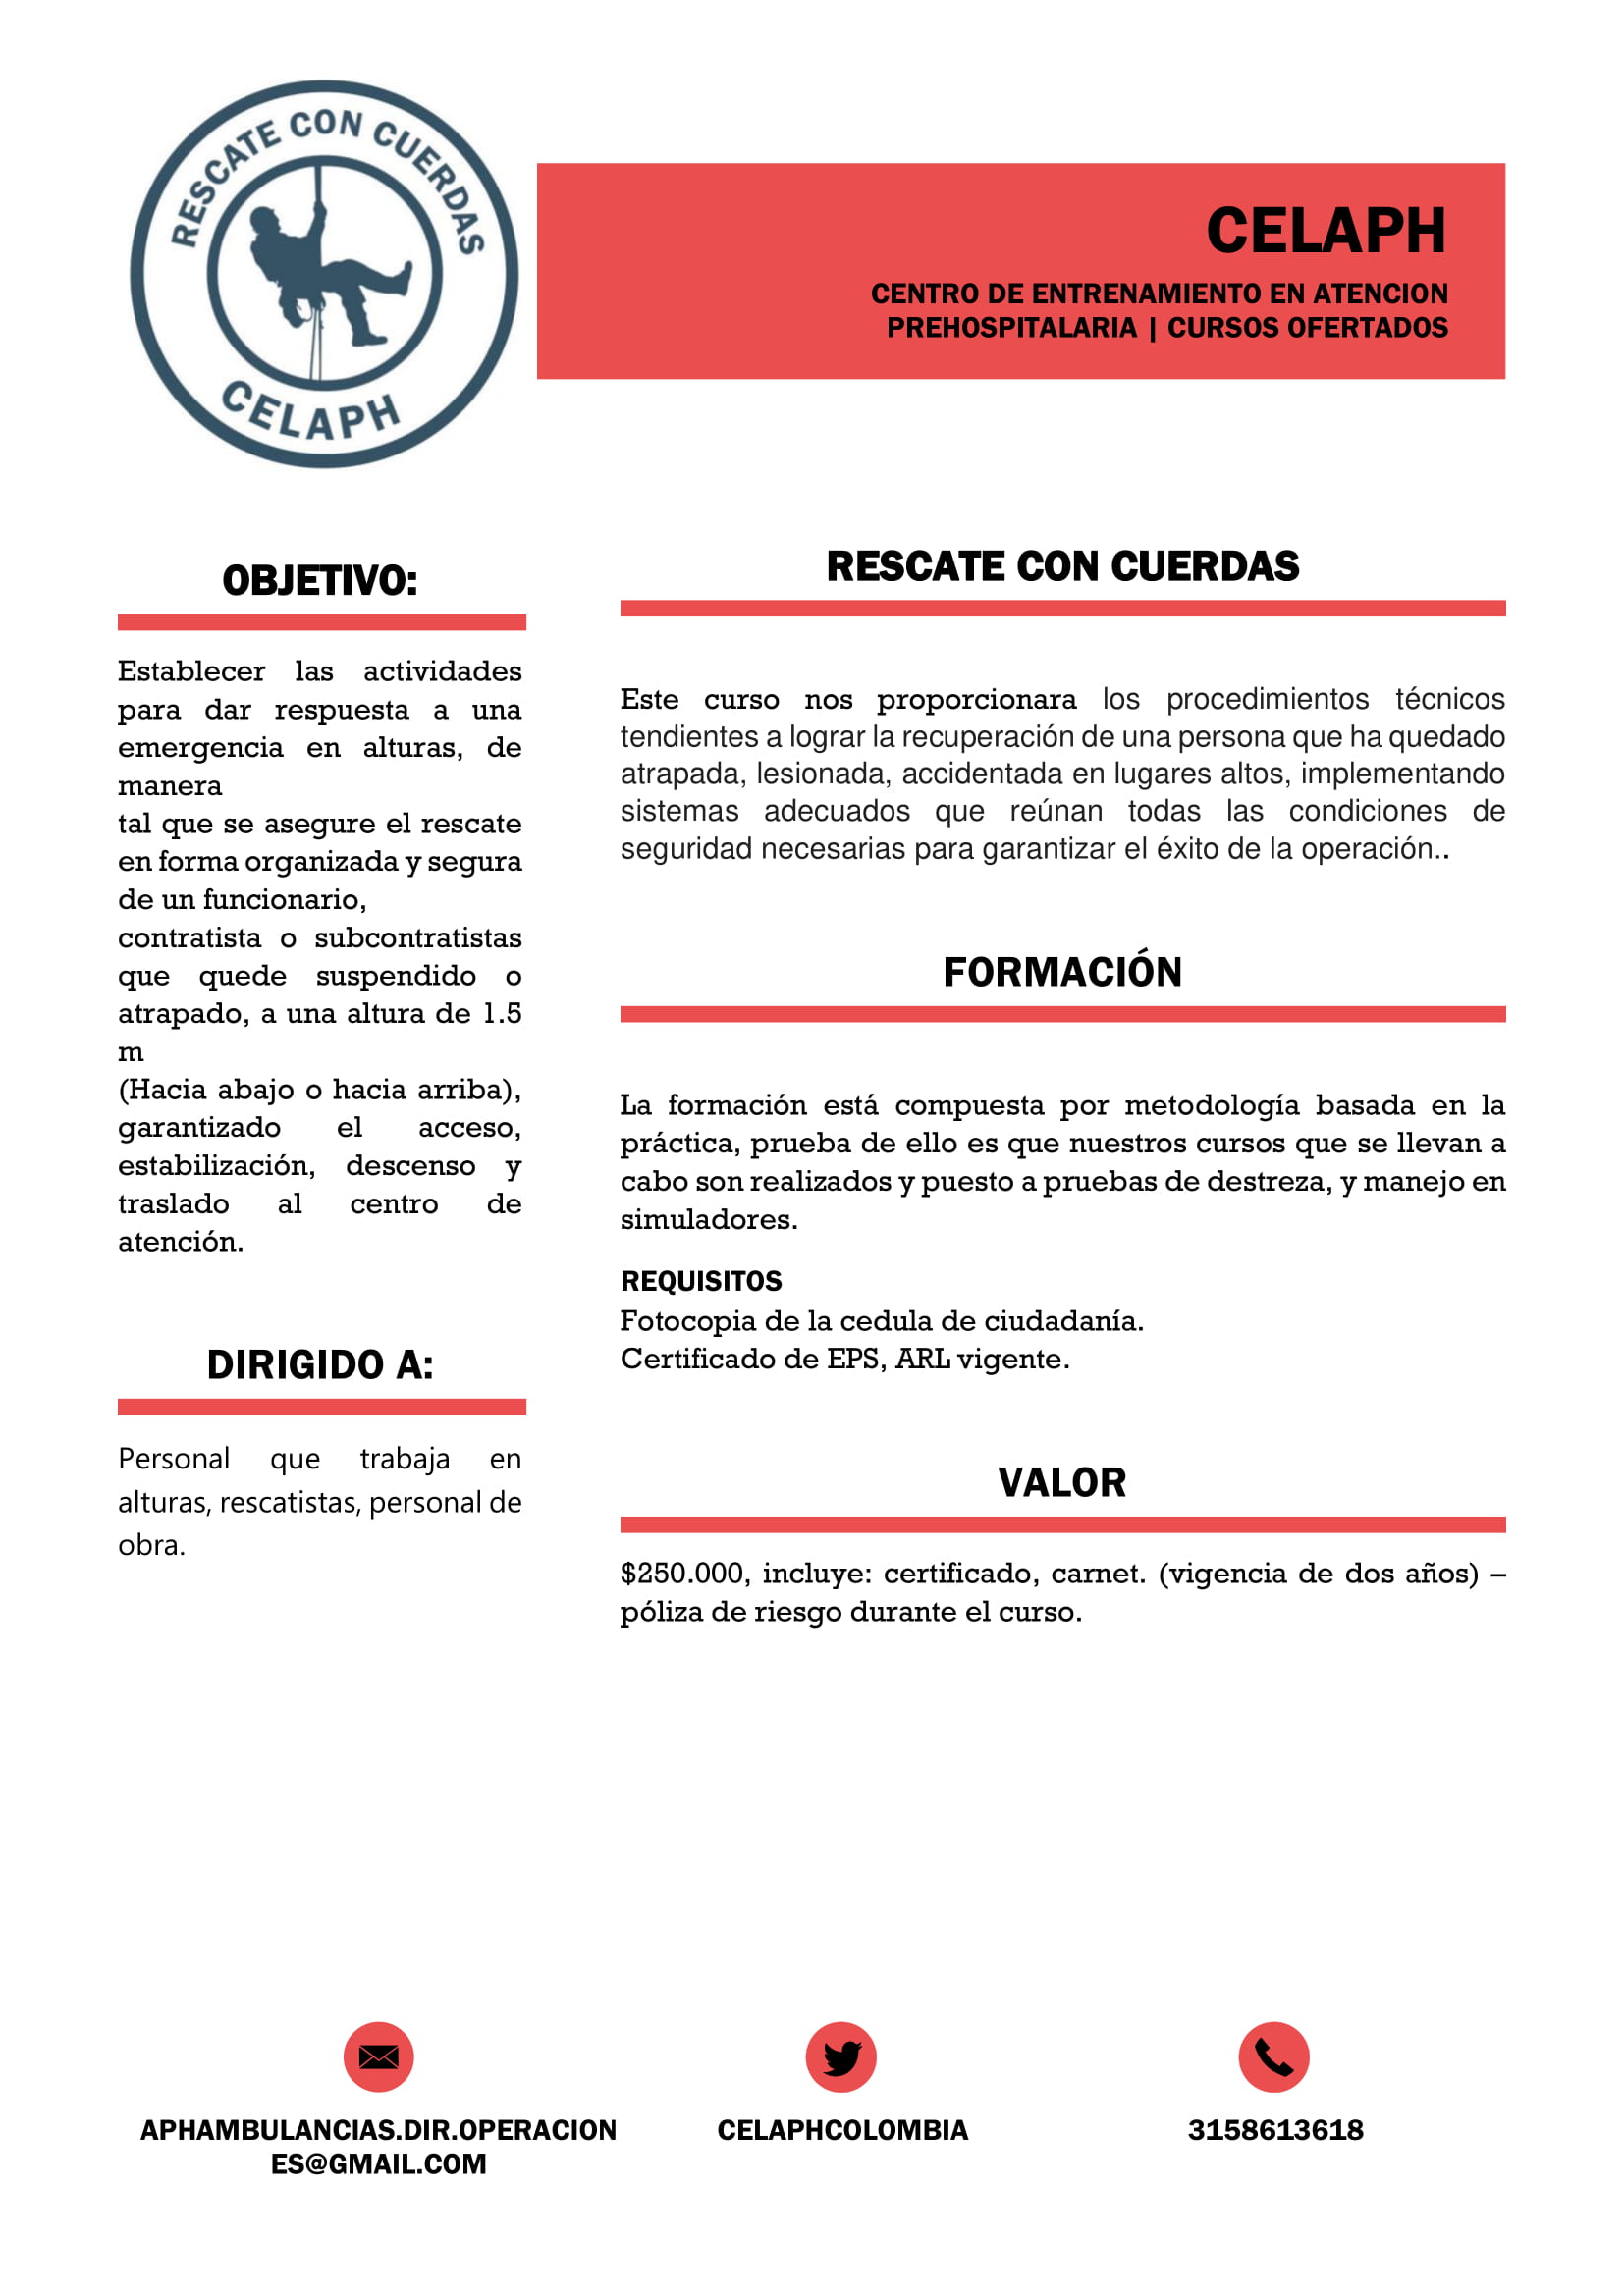 RESCATE CON CUERDAS
CELAPH
CELAPH
CENTRO DE ENTRENAMIENTO EN ATENCION
PREHOSPITALARIA | CURSOS OFERTADOS
OBJETIVO:
Establecer las actividades
para dar respuesta a una
emergencia en alturas, de
manera
tal que se asegure el rescate
en forma organizada y segura
de un funcionario,
contratista o subcontratistas
que quede suspendido o
atrapado, a una altura de 1.5
m
(Hacia abajo o hacia arriba),
garantizado el acceso,
estabilización, descenso y
traslado al centro de
atención.
DIRIGIDO A:
Personal que trabaja en
alturas, rescatistas, personal de
obra.
RESCATE CON CUERDAS
Este curso nos proporcionara los procedimientos técnicos
tendientes a lograr la recuperación de una persona que ha quedado
atrapada, lesionada, accidentada en lugares altos, implementando
sistemas adecuados que reúnan todas las condiciones de
seguridad necesarias para garantizar el éxito de la operación..
FORMACIÓN
La formación está compuesta por metodología basada en la
práctica, prueba de ello es que nuestros cursos que se llevan a
cabo son realizados y puesto a pruebas de destreza, y manejo en
simuladores.
REQUISITOS
Fotocopia de la cedula de ciudadanía.
Certificado de EPS, ARL vigente.
VALOR
$250.000, incluye: certificado, carnet. (vigencia de dos años) –
póliza de riesgo durante el curso.
APHAMBULANCIAS.DIR.OPERACION
ES@GMAIL.COM
CELAPHCOLOMBIA
3158613618